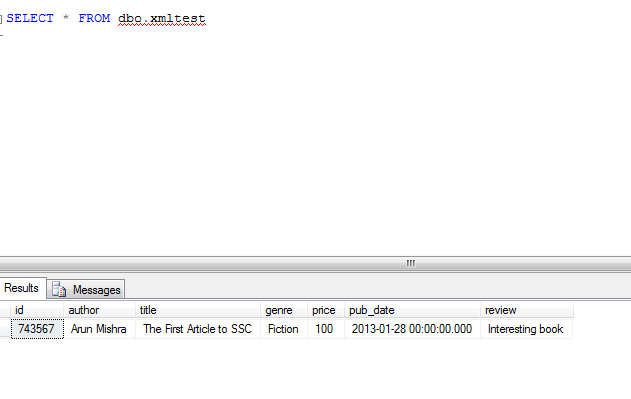 SELECT * FROM dbo.xmltest
Results Messages
id author title genre price pub_date review
743567 Arun Mishra The First Article to SSC Fiction 100 2013-01-28 00:00:00.000 Interesting book